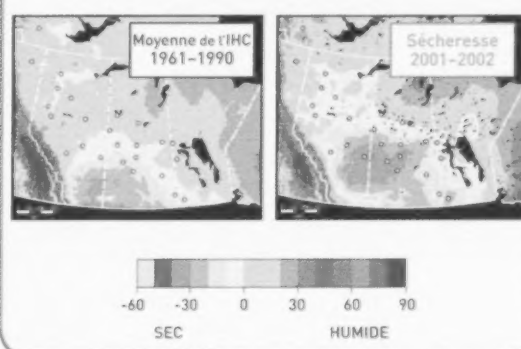 Moyenne de l'IHC
1961–1990
Sécheresse
2001–2002
-60 -30 0 30 60 90
SEC HUMIDE